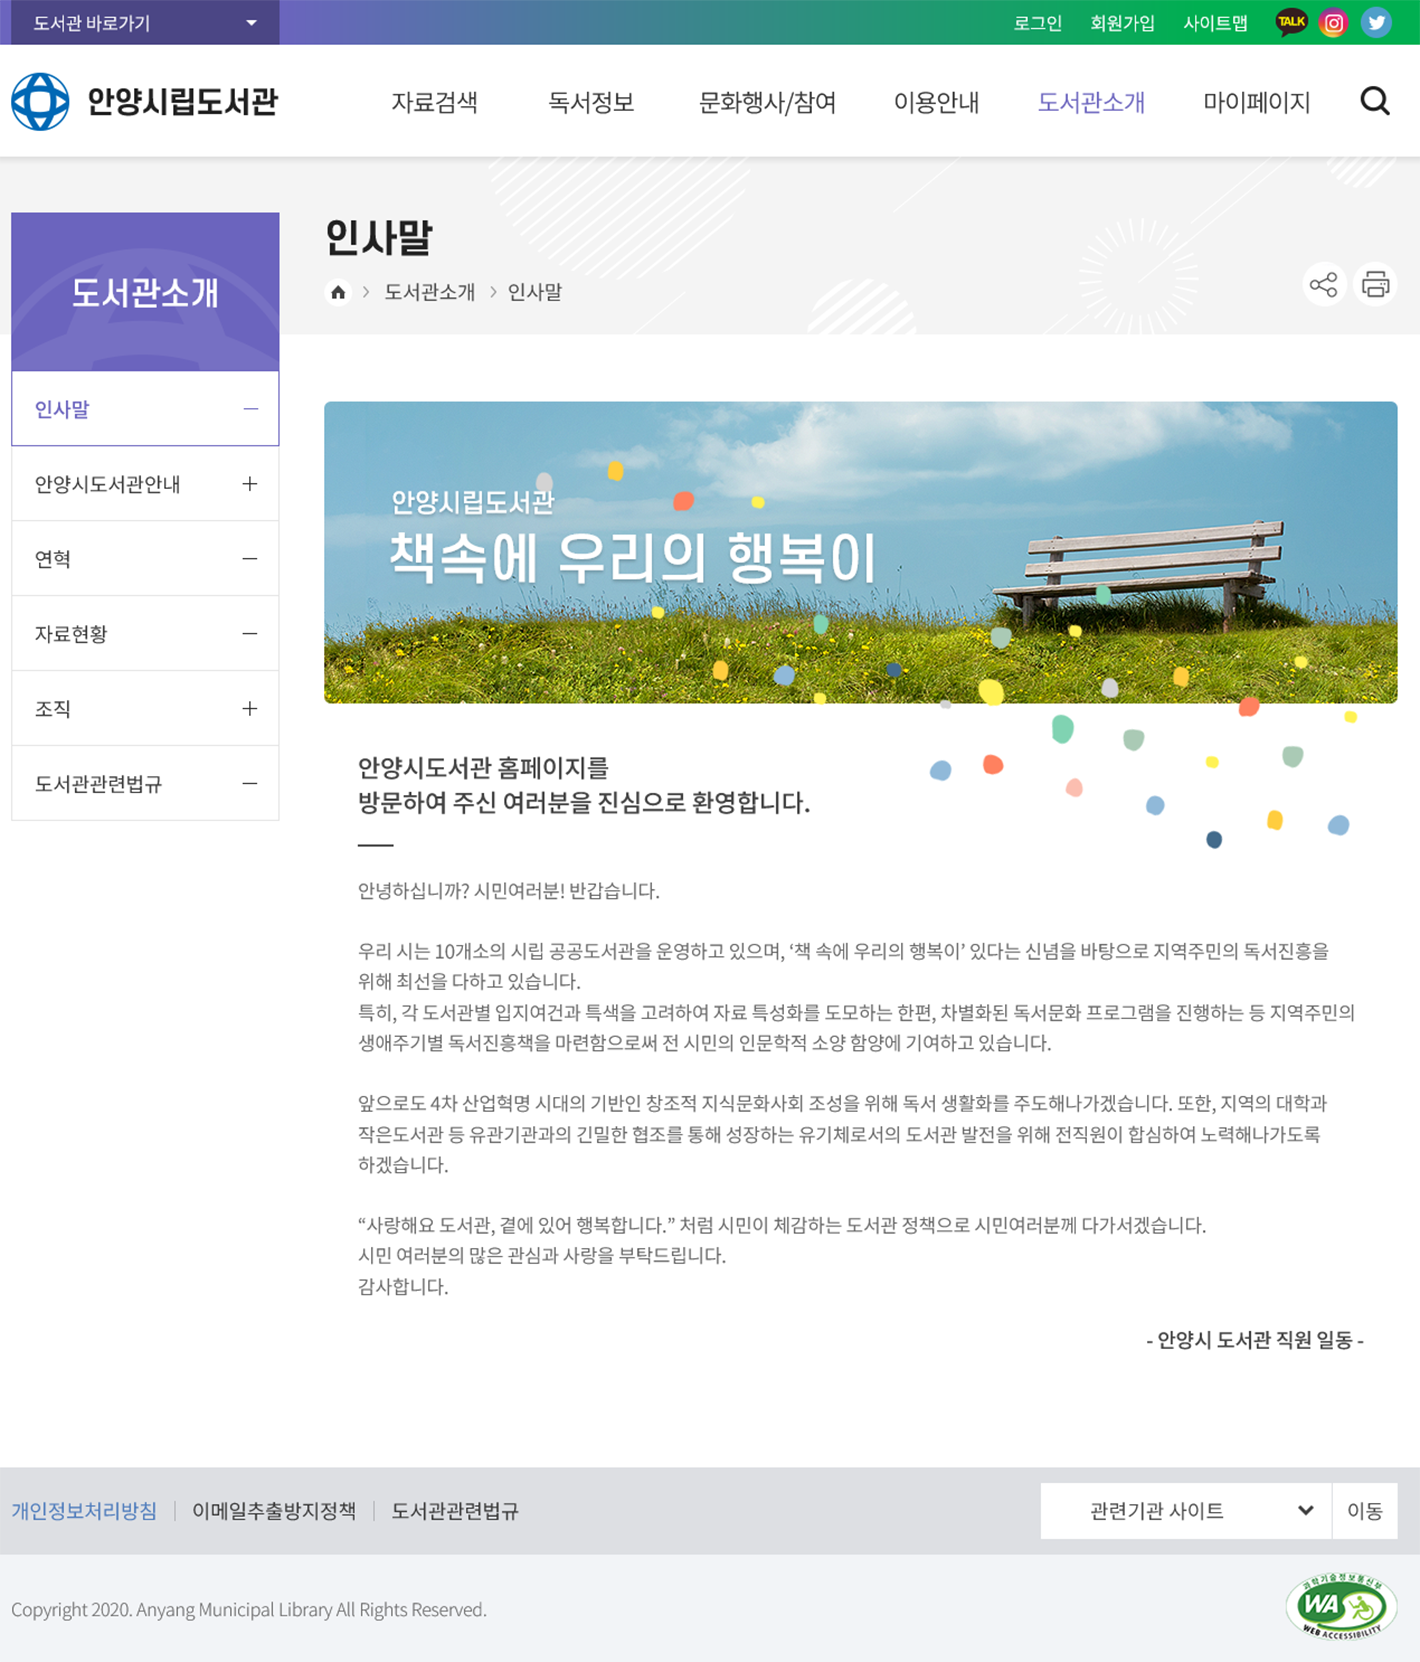 도서관 바로가기
로그인 회원가입 사이트맵 TALK
안양시립도서관
자료검색 독서정보 문화행사/참여 이용안내 도서관소개 마이페이지
도서관소개
인사말
안양시도서관안내
연혁
자료현황
조직
도서관관련법규
인사말
도서관소개 > 인사말
안양시립도서관
책속에 우리의 행복이
안양시도서관 홈페이지를
방문하여 주신 여러분을 진심으로 환영합니다.
안녕하십니까? 시민여러분! 반갑습니다.
우리 시는 10개소의 시립 공공도서관을 운영하고 있으며, ‘책 속에 우리의 행복이’ 있다는 신념을 바탕으로 지역주민의 독서진흥을
위해 최선을 다하고 있습니다.
특히, 각 도서관별 입지여건과 특색을 고려하여 자료 특성화를 도모하는 한편, 차별화된 독서문화 프로그램을 진행하는 등 지역주민의
생애주기별 독서진흥책을 마련함으로써 전 시민의 인문학적 소양 함양에 기여하고 있습니다.
앞으로도 4차 산업혁명 시대의 기반인 창조적 지식문화사회 조성을 위해 독서 생활화를 주도해나가겠습니다. 또한, 지역의 대학과
작은도서관 등 유관기관과의 긴밀한 협조를 통해 성장하는 유기체로서의 도서관 발전을 위해 전직원이 합심하여 노력해나가도록
하겠습니다.
“사랑해요 도서관, 곁에 있어 행복합니다.” 처럼 시민이 체감하는 도서관 정책으로 시민여러분께 다가서겠습니다.
시민 여러분의 많은 관심과 사랑을 부탁드립니다.
감사합니다.
- 안양시 도서관 직원 일동 -
개인정보처리방침 이메일추출방지정책 도서관관련법규
관련기관 사이트 이동
Copyright 2020. Anyang Municipal Library All Rights Reserved.
과학기술정보통신부
WA
WEB ACCESSIBILITY